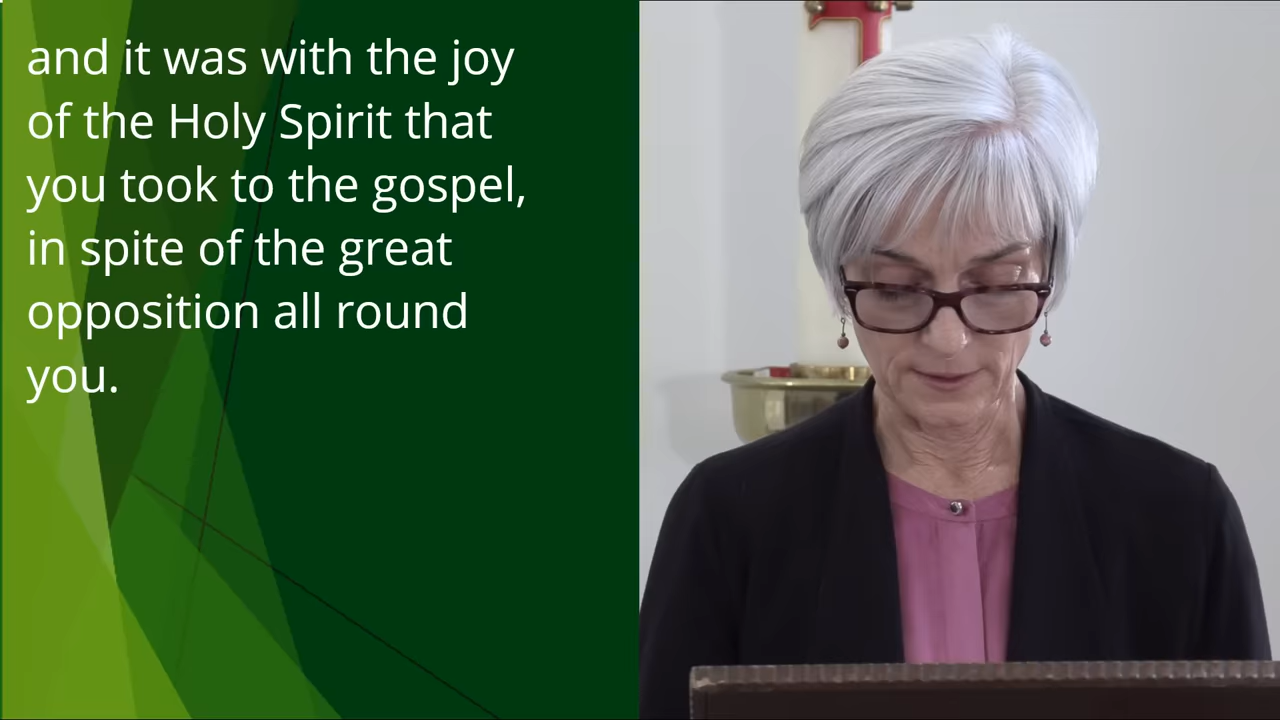 and it was with the joy
of the Holy Spirit that
you took to the gospel,
in spite of the great
opposition all round
you.